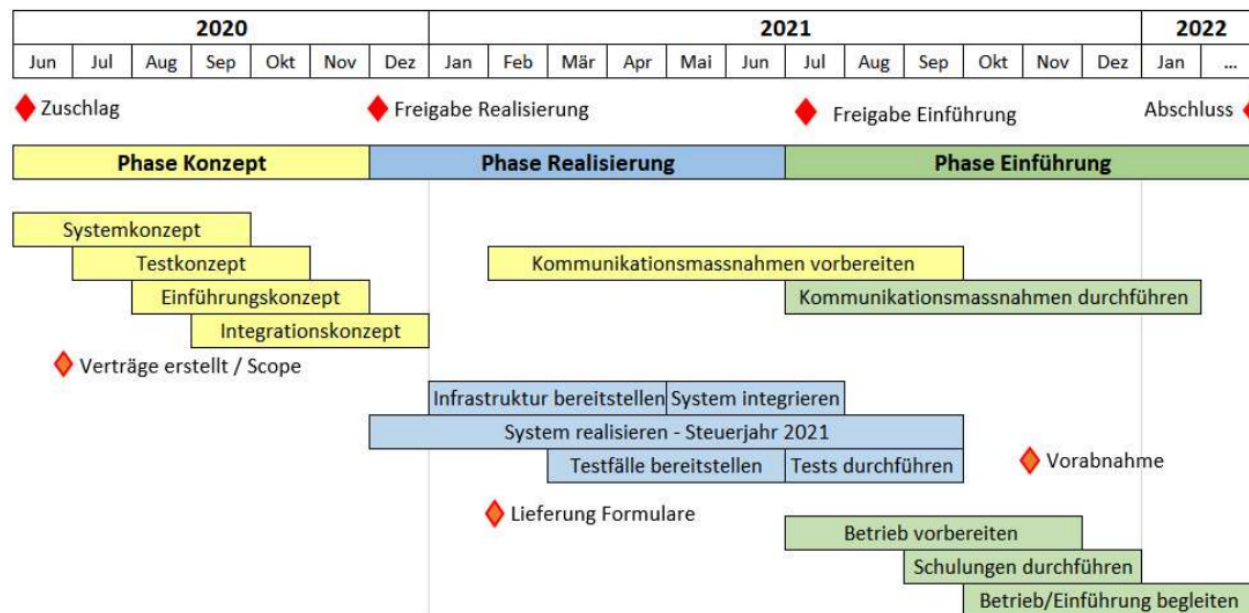 2020 2021 2022
Jun Jul Aug Sep Okt Nov Dez Jan Feb Mär Apr Mai Jun Jul Aug Sep Okt Nov Dez Jan ...
Zuschlag Freigabe Realisierung Freigabe Einführung Abschluss
Phase Konzept Phase Realisierung Phase Einführung
Systemkonzept
Testkonzept Kommunikationsmassnahmen vorbereiten
Einführungskonzept Kommunikationsmassnahmen durchführen
Integrationskonzept
Verträge erstellt / Scope
Infrastruktur bereitstellen System integrieren
System realisieren - Steuerjahr 2021
Testfälle bereitstellen Tests durchführen Vorabnahme
Lieferung Formulare
Betrieb vorbereiten
Schulungen durchführen
Betrieb/Einführung begleiten